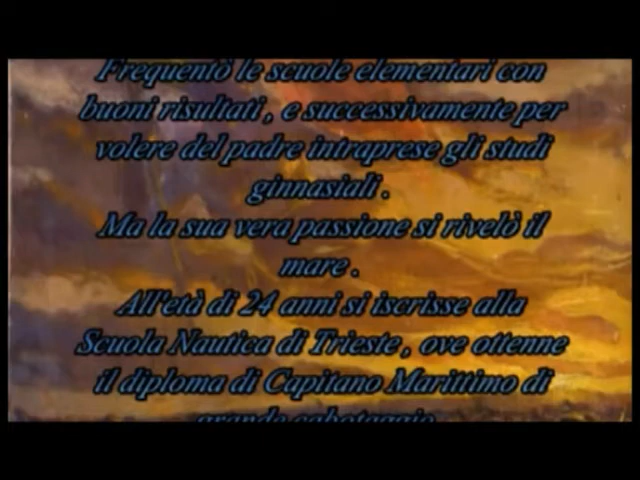 Frequentò le scuole elementari con
buoni risultati , e successivamente per
volere del padre intraprese gli studi
ginnasiali .
Ma la sua vera passione si rivelò il
mare .
All'età di 24 anni si iscrisse alla
Scuola Nautica di Trieste , ove ottenne
il diploma di Capitano Marittimo di
grande cabotaggio